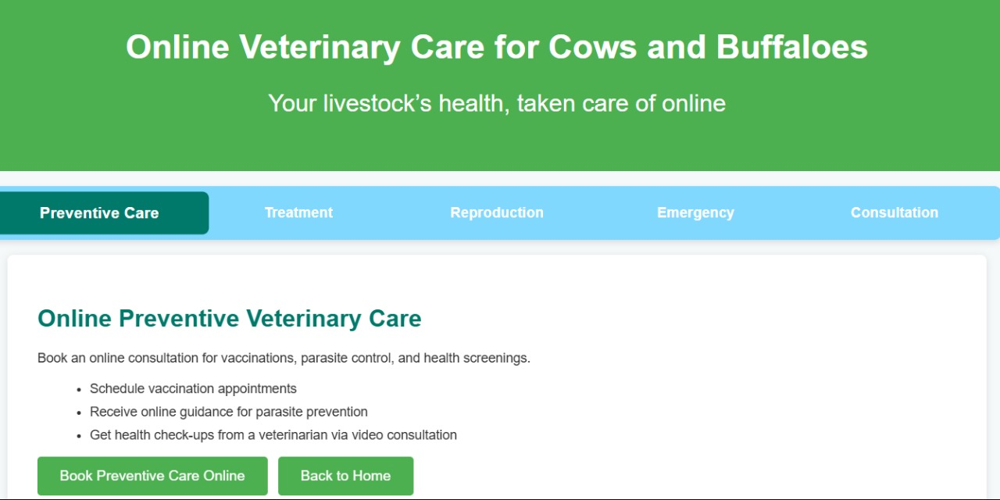 Online Veterinary Care for Cows and Buffaloes
Your livestock’s health, taken care of online
Preventive Care
Treatment
Reproduction
Emergency
Consultation
Online Preventive Veterinary Care
Book an online consultation for vaccinations, parasite control, and health screenings.
• Schedule vaccination appointments
• Receive online guidance for parasite prevention
• Get health check-ups from a veterinarian via video consultation
Book Preventive Care Online
Back to Home